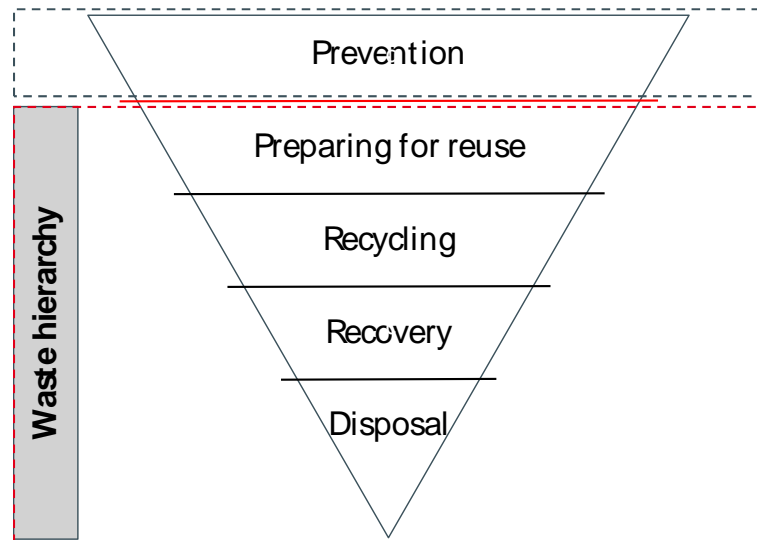 Prevention
Preparing for reuse
Recycling
Recovery
Disposal
Waste hierarchy